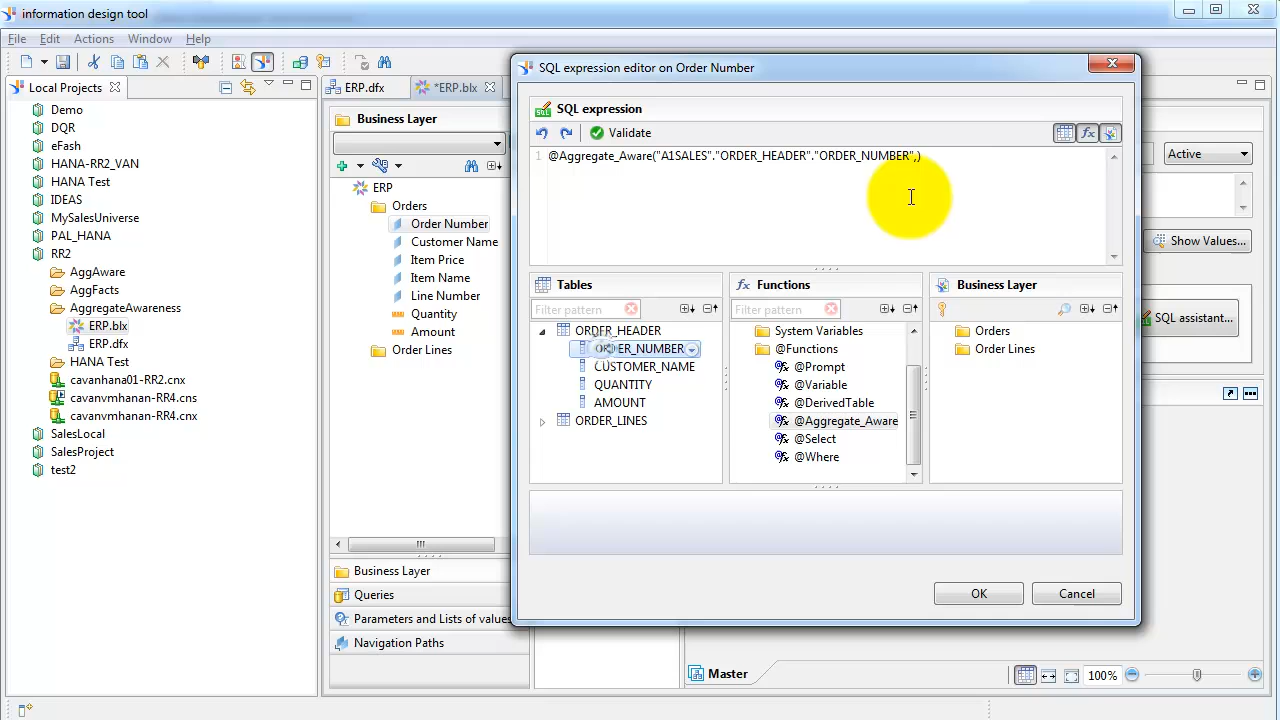 information design tool
File Edit Actions Window Help
Local Projects
Demo
DQR
eFash
HANA-RR2_VAN
HANA Test
IDEAS
MySalesUniverse
PAL_HANA
RR2
AggAware
AggFacts
AggregateAwareness
ERP.blx
ERP.dfx
HANA Test
cavanhana01-RR2.cnx
cavanvmhanan-RR4.cns
cavanvmhanan-RR4.cnx
SalesLocal
SalesProject
test2
ERP.dfx
*ERP.blx
Business Layer
ERP
Orders
Order Number
Customer Name
Item Price
Item Name
Line Number
Quantity
Amount
Order Lines
Business Layer
Queries
Parameters and Lists of values
Navigation Paths
SQL expression editor on Order Number
SQL expression
Validate
1 @Aggregate_Aware("A1SALES"."ORDER_HEADER"."ORDER_NUMBER",)
Tables
Filter pattern
ORDER_HEADER
CUSTOMER_NAME
QUANTITY
AMOUNT
ORDER_LINES
Functions
Filter pattern
System Variables
@Functions
@Prompt
@Variable
@DerivedTable
@Aggregate_Aware
@Select
@Where
Business Layer
Orders
Order Lines
OK
Cancel
Active
Show Values...
SQL assistant...
Master
100%